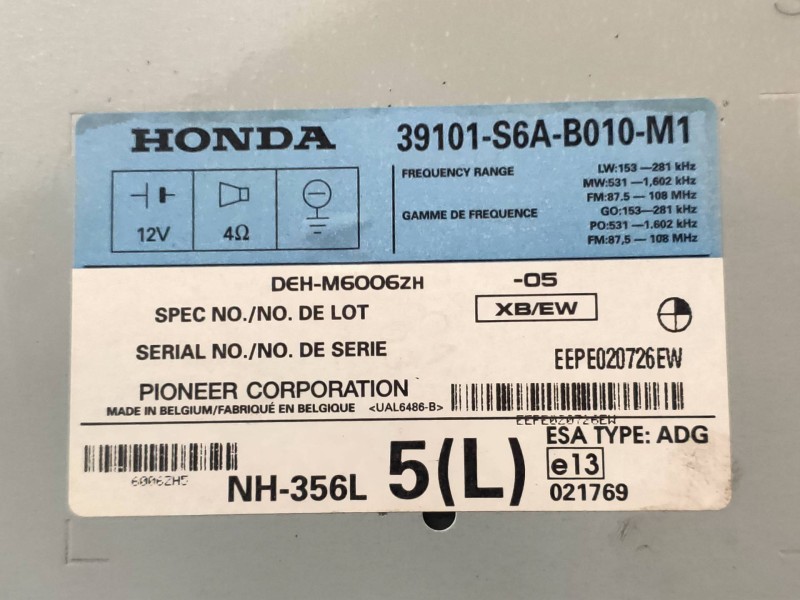 HONDA 39101-S6A-B010-M1
FREQUENCY RANGE LW:153 — 281 kHz
MW:531 — 1,602 kHz
FM:87.5 — 108 MHz
GAMME DE FREQUENCE GO:153 — 281 kHz
PO:531 — 1.602 kHz
FM:87,5 — 108 MHz
12V 4Ω
DEH-M6006ZH -05
SPEC NO./NO. DE LOT XB/EW
SERIAL NO./NO. DE SERIE EEPE020726EW
PIONEER CORPORATION
MADE IN BELGIUM/FABRIQUÉ EN BELGIQUE <UAL6486-B>
EEPE020726EW
ESA TYPE: ADG
6006ZH5 NH-356L 5(L) e13
021769